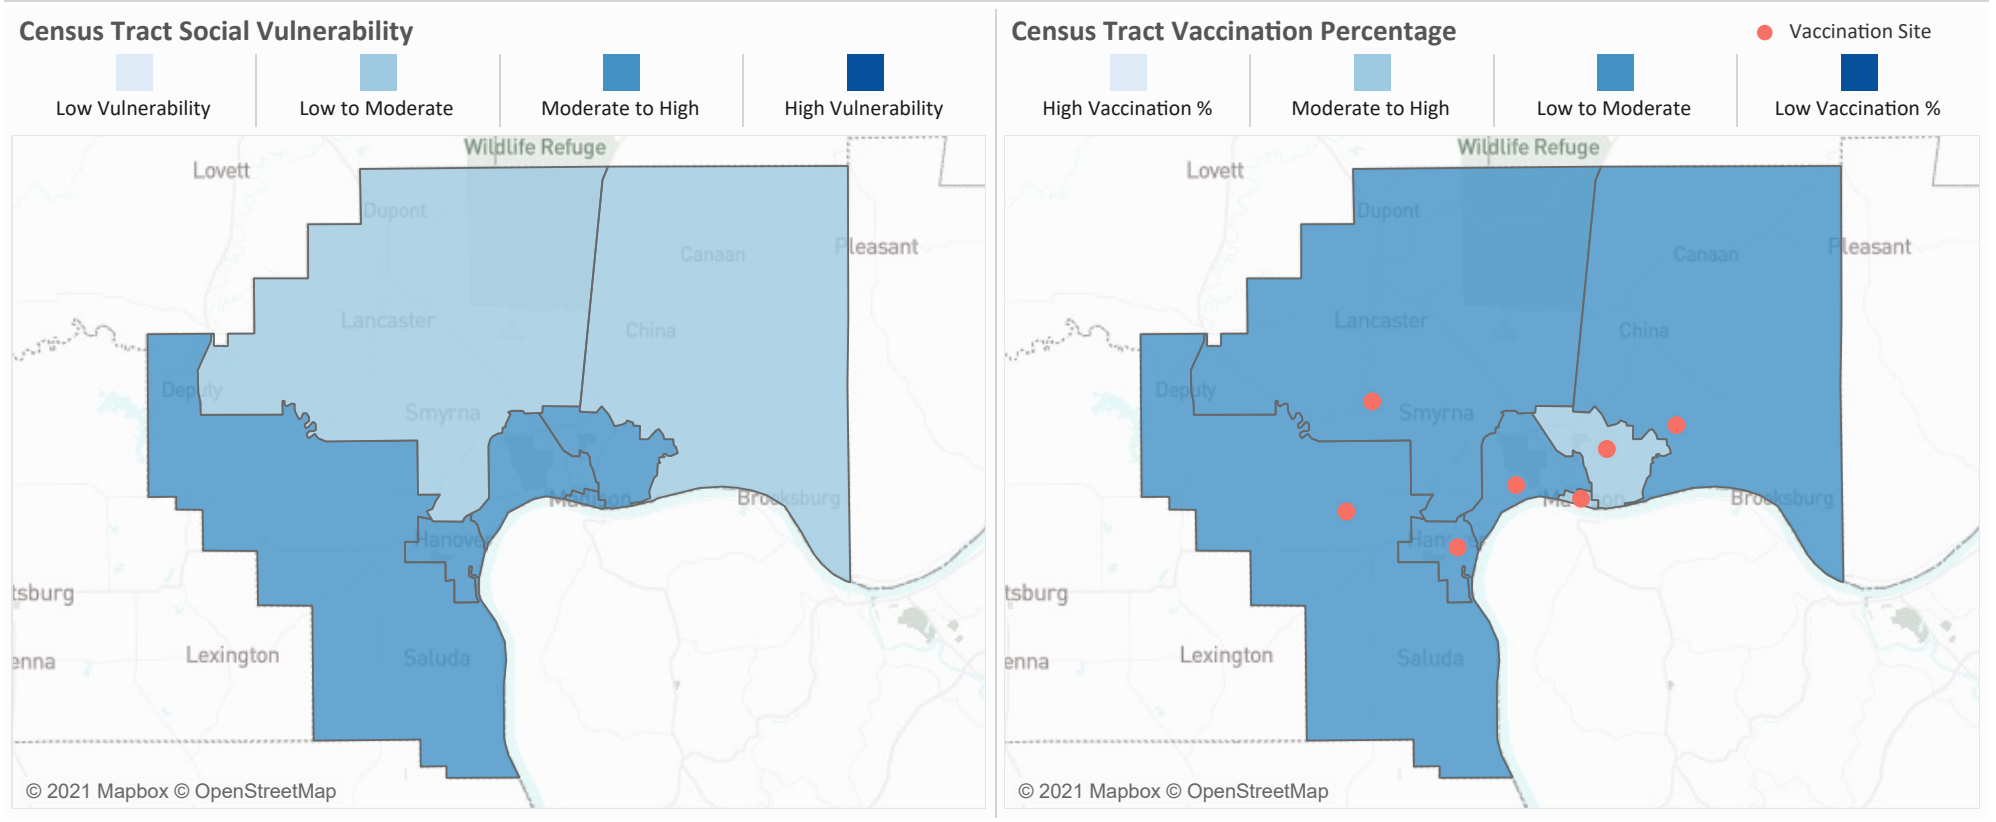 Census Tract Social Vulnerability
Low Vulnerability
Low to Moderate
Moderate to High
High Vulnerability
Wildlife Refuge
Lovett
Dupont
Canaan
Pleasant
Lancaster
China
Deputy
Smyrna
Madison
Brooksburg
Hanover
tsburg
Lexington
Saluda
enna
© 2021 Mapbox © OpenStreetMap
Census Tract Vaccination Percentage
Vaccination Site
High Vaccination %
Moderate to High
Low to Moderate
Low Vaccination %
Wildlife Refuge
Lovett
Dupont
Canaan
Pleasant
Lancaster
China
Deputy
Smyrna
Brooksburg
tsburg
Lexington
Saluda
enna
© 2021 Mapbox © OpenStreetMap